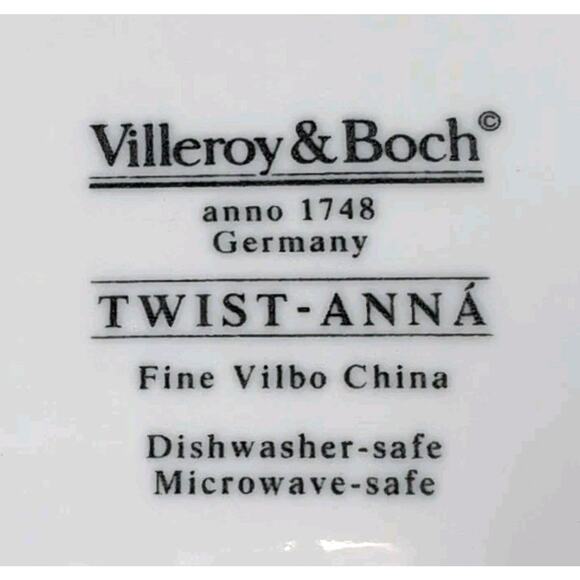 Villeroy & Boch©
anno 1748
Germany
TWIST-ANNÁ
Fine Vilbo China
Dishwasher-safe
Microwave-safe